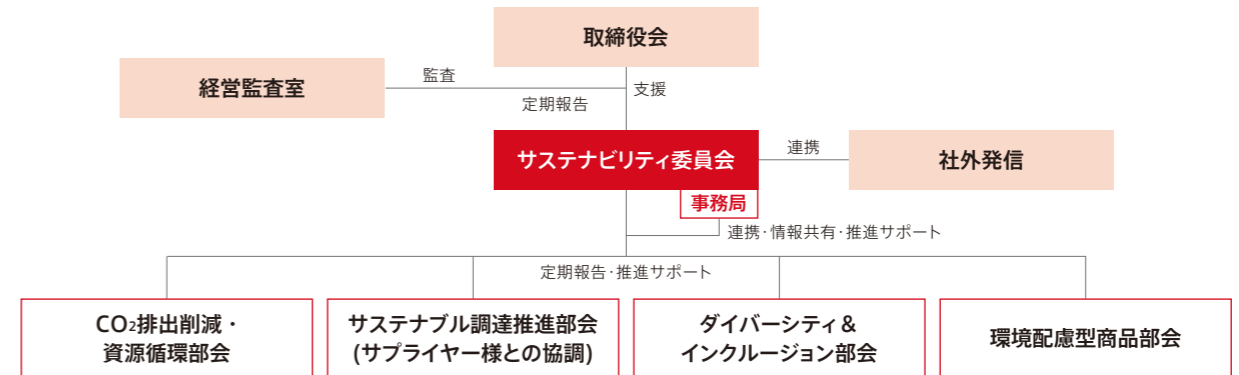 取締役会
経営監査室
監査
定期報告
支援
サステナビリティ委員会
連携
社外発信
事務局
連携・情報共有・推進サポート
定期報告・推進サポート
CO₂排出削減・
資源循環部会
サステナブル調達推進部会
(サプライヤー様との協調)
ダイバーシティ&
インクルージョン部会
環境配慮型商品部会